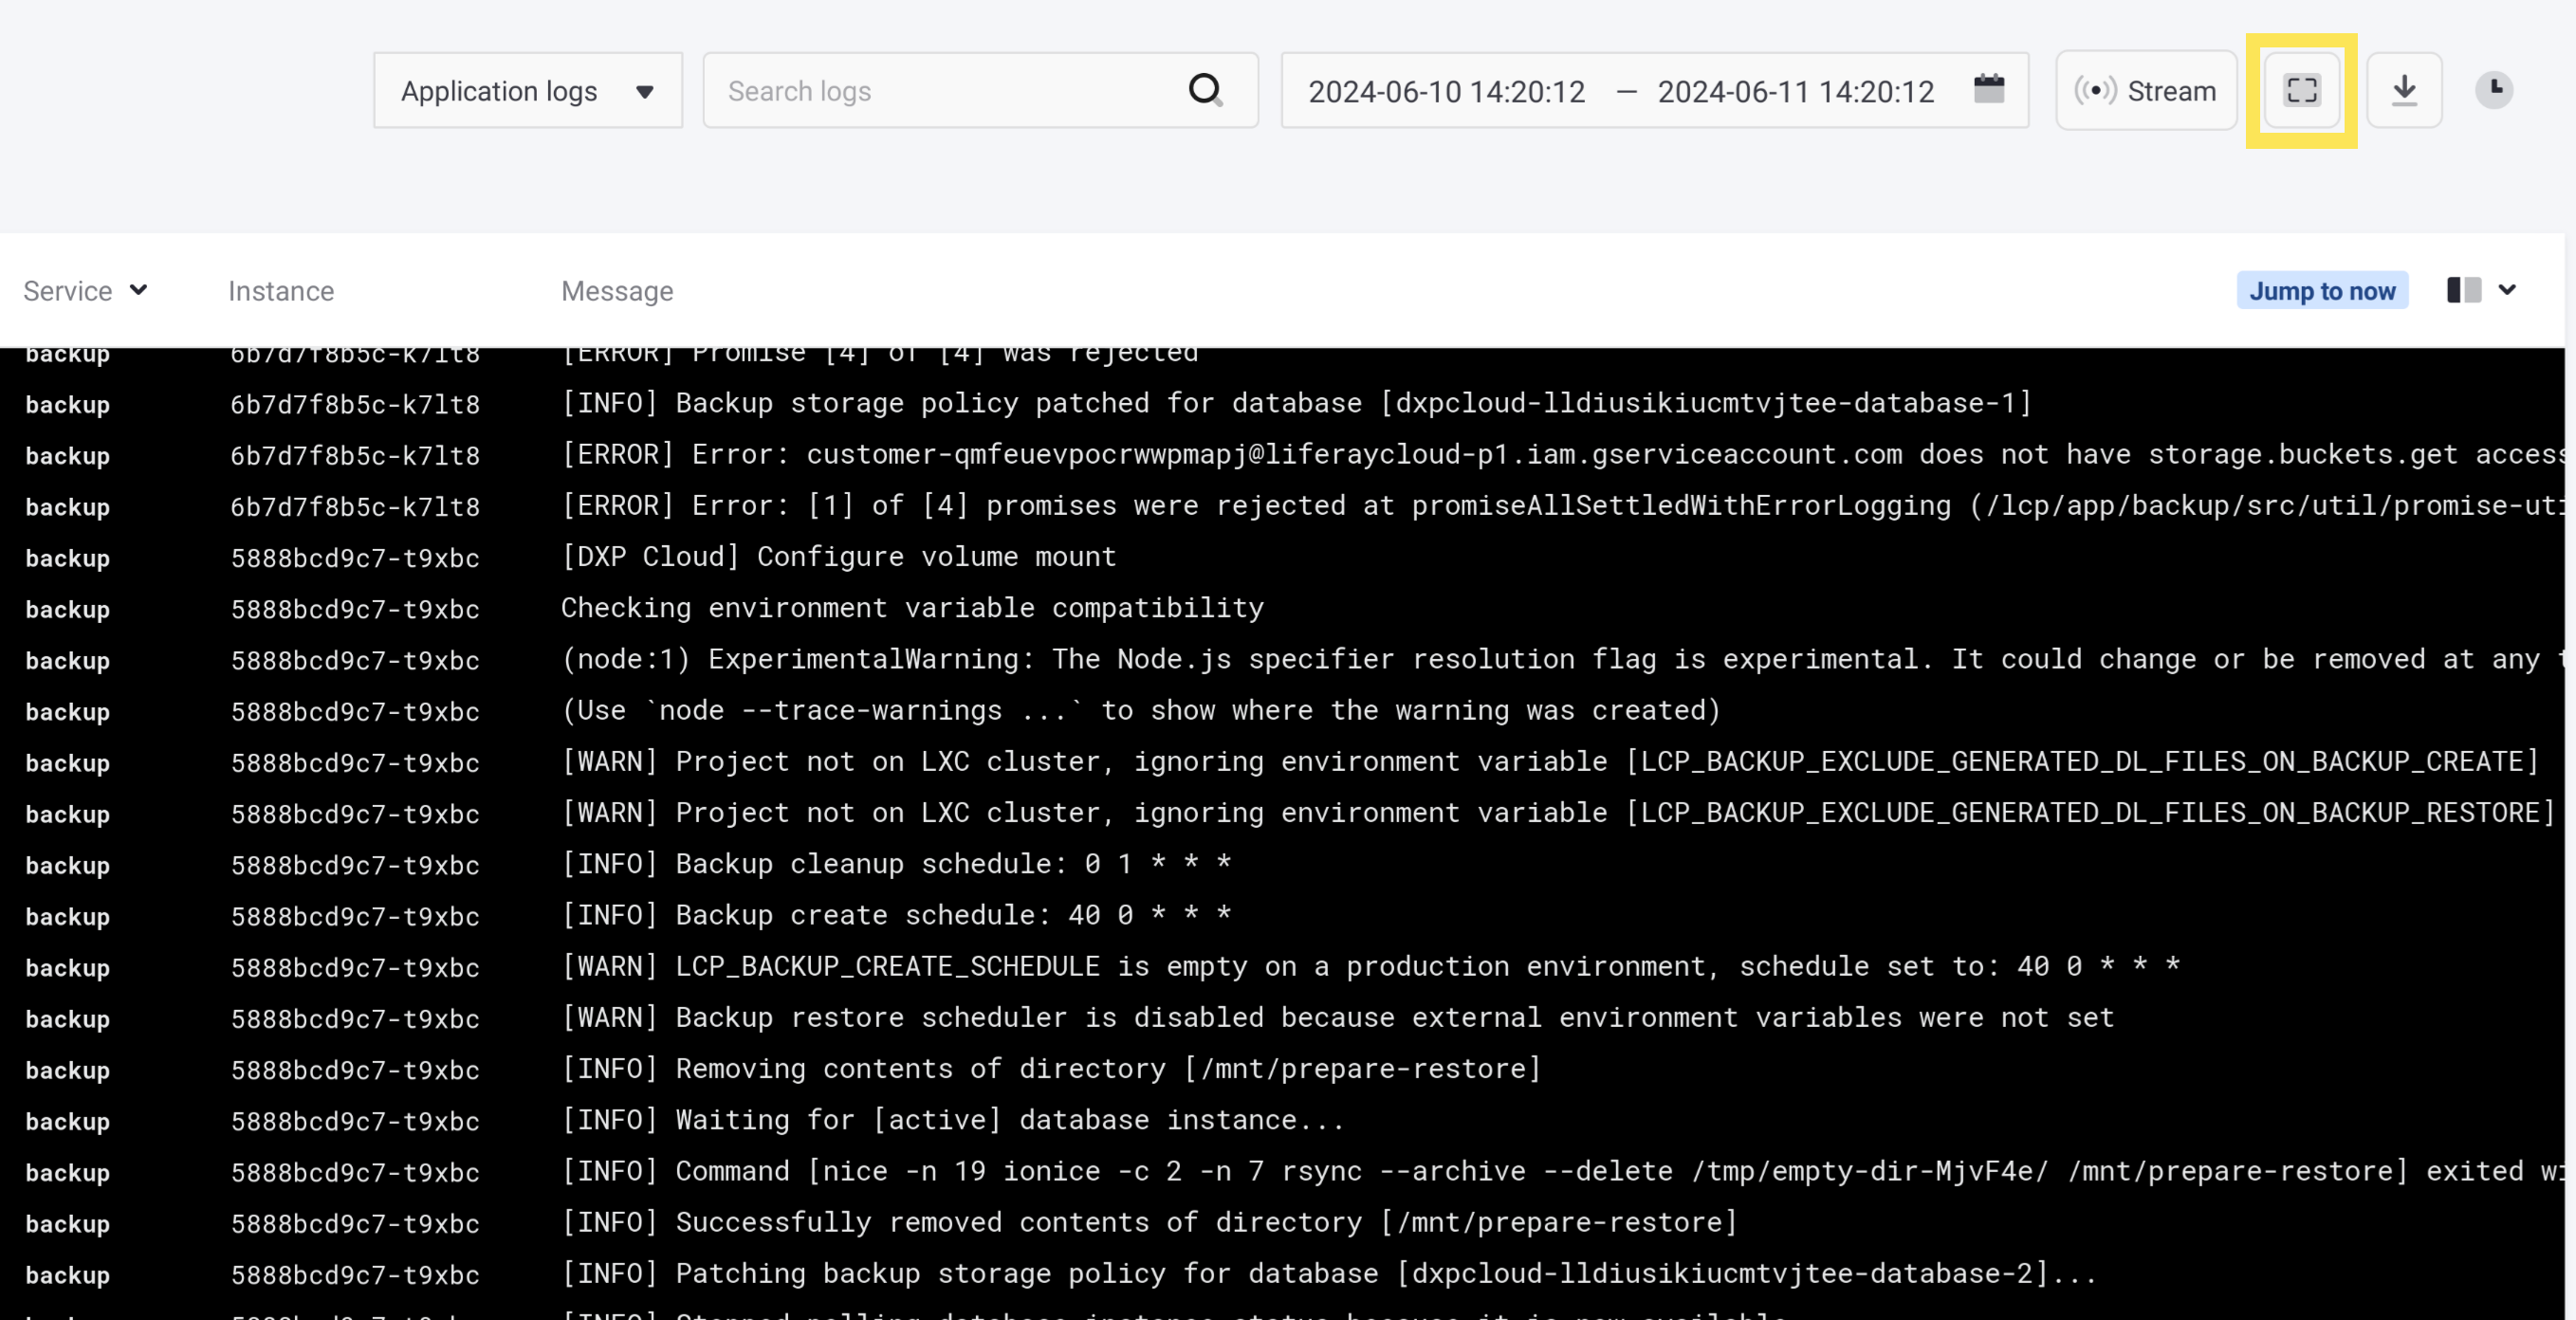 Application logs Search logs 2024-06-10 14:20:12 — 2024-06-11 14:20:12 Stream
Service Instance Message Jump to now
backup 6b7d7f8b5c-k7lt8 [ERROR] Promise [4] of [4] was rejected
backup 6b7d7f8b5c-k7lt8 [INFO] Backup storage policy patched for database [dxpcloud-lldiusikiucmtvjtee-database-1]
backup 6b7d7f8b5c-k7lt8 [ERROR] Error: customer-qmfeuevpocrwwpmapj@liferaycloud-p1.iam.gserviceaccount.com does not have storage.buckets.get access
backup 6b7d7f8b5c-k7lt8 [ERROR] Error: [1] of [4] promises were rejected at promiseAllSettledWithErrorLogging (/lcp/app/backup/src/util/promise-uti
backup 5888bcd9c7-t9xbc [DXP Cloud] Configure volume mount
backup 5888bcd9c7-t9xbc Checking environment variable compatibility
backup 5888bcd9c7-t9xbc (node:1) ExperimentalWarning: The Node.js specifier resolution flag is experimental. It could change or be removed at any t
backup 5888bcd9c7-t9xbc (Use `node --trace-warnings ...` to show where the warning was created)
backup 5888bcd9c7-t9xbc [WARN] Project not on LXC cluster, ignoring environment variable [LCP_BACKUP_EXCLUDE_GENERATED_DL_FILES_ON_BACKUP_CREATE]
backup 5888bcd9c7-t9xbc [WARN] Project not on LXC cluster, ignoring environment variable [LCP_BACKUP_EXCLUDE_GENERATED_DL_FILES_ON_BACKUP_RESTORE]
backup 5888bcd9c7-t9xbc [INFO] Backup cleanup schedule: 0 1 * * *
backup 5888bcd9c7-t9xbc [INFO] Backup create schedule: 40 0 * * *
backup 5888bcd9c7-t9xbc [WARN] LCP_BACKUP_CREATE_SCHEDULE is empty on a production environment, schedule set to: 40 0 * * *
backup 5888bcd9c7-t9xbc [WARN] Backup restore scheduler is disabled because external environment variables were not set
backup 5888bcd9c7-t9xbc [INFO] Removing contents of directory [/mnt/prepare-restore]
backup 5888bcd9c7-t9xbc [INFO] Waiting for [active] database instance...
backup 5888bcd9c7-t9xbc [INFO] Command [nice -n 19 ionice -c 2 -n 7 rsync --archive --delete /tmp/empty-dir-MjvF4e/ /mnt/prepare-restore] exited wi
backup 5888bcd9c7-t9xbc [INFO] Successfully removed contents of directory [/mnt/prepare-restore]
backup 5888bcd9c7-t9xbc [INFO] Patching backup storage policy for database [dxpcloud-lldiusikiucmtvjtee-database-2]...